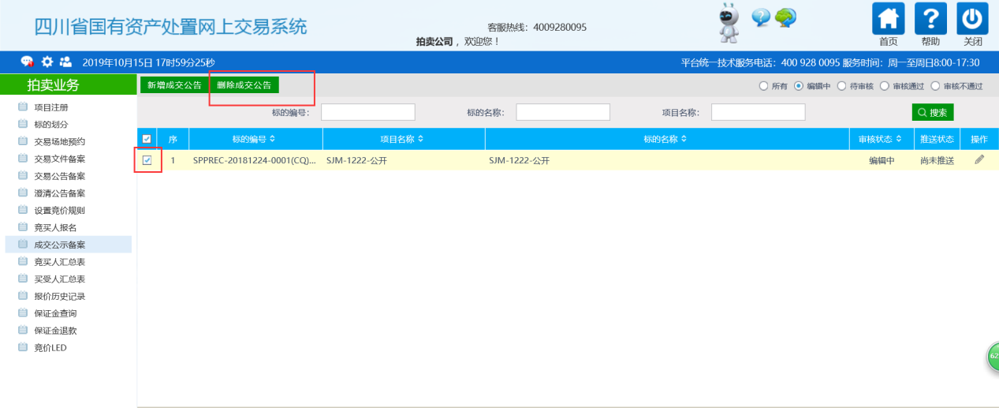 四川省国有资产处置网上交易系统
客服热线：4009280095
拍卖公司，欢迎您！
首页
帮助
关闭
2019年10月15日 17时59分25秒
平台统一技术服务电话：400 928 0095 服务时间：周一至周日8:00-17:30
拍卖业务
新增成交公告 删除成交公告
所有 编辑中 待审核 审核通过 审核不通过
标的编号： 标的名称： 项目名称： 搜索
序 标的编号 项目名称 标的名称 审核状态 推送状态 操作
1 SPPREC-20181224-0001(CQ)... SJM-1222-公开 SJM-1222-公开 编辑中 尚未推送
项目注册
标的划分
交易场地预约
交易文件备案
交易公告备案
澄清公告备案
设置竞价规则
竞买人报名
成交公示备案
竞买人汇总表
买受人汇总表
报价历史记录
保证金查询
保证金退款
竞价LED
62